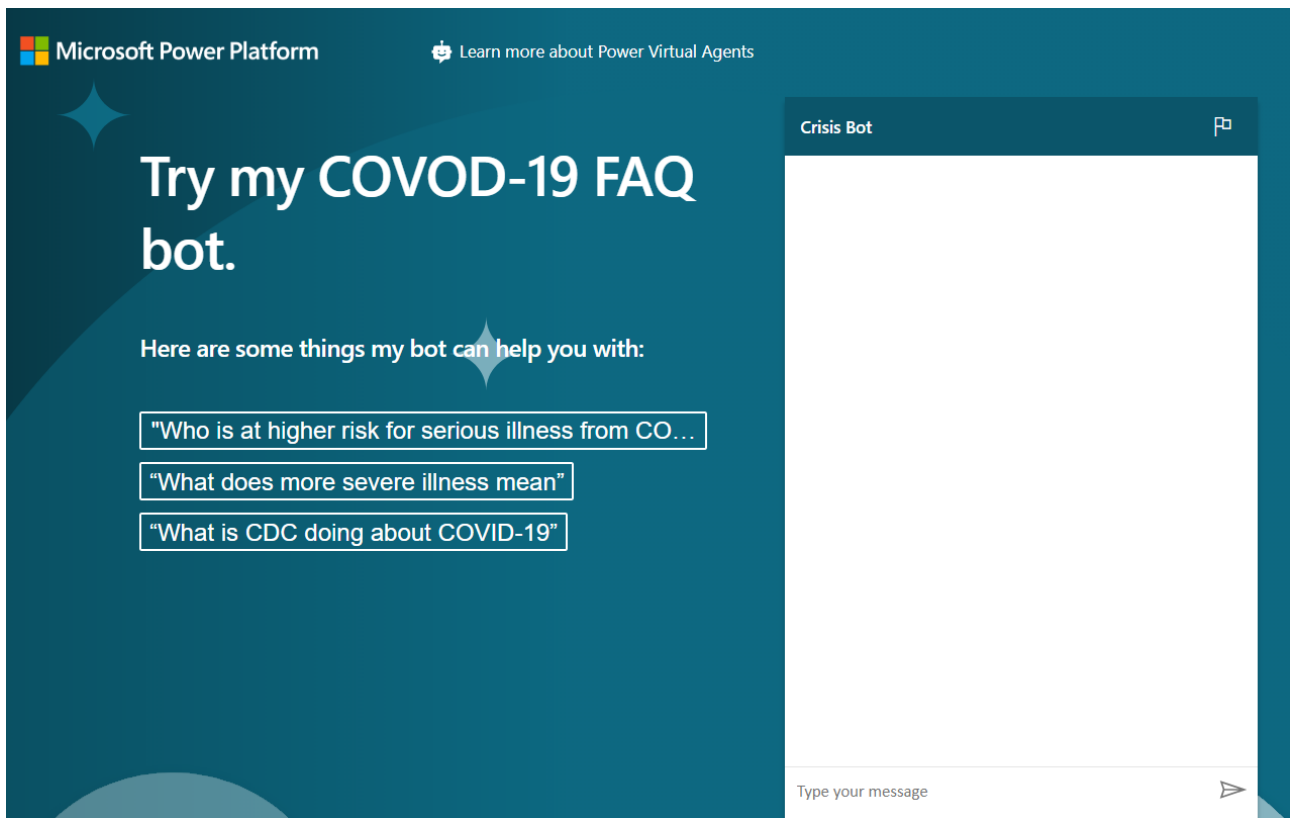 Microsoft Power Platform
Learn more about Power Virtual Agents
Try my COVOD-19 FAQ
bot.
Here are some things my bot can help you with:
"Who is at higher risk for serious illness from CO…
“What does more severe illness mean”
“What is CDC doing about COVID-19”
Crisis Bot
Type your message